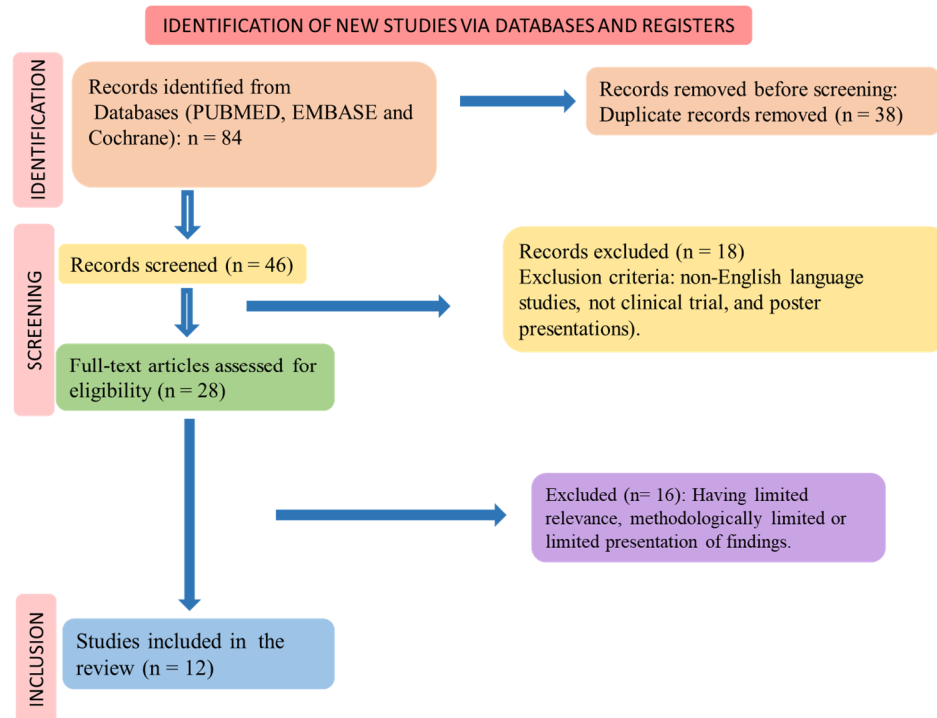 IDENTIFICATION OF NEW STUDIES VIA DATABASES AND REGISTERS
IDENTIFICATION
Records identified from
Databases (PUBMED, EMBASE and
Cochrane): n = 84
Records removed before screening:
Duplicate records removed (n = 38)
SCREENING
Records screened (n = 46)
Records excluded (n = 18)
Exclusion criteria: non-English language
studies, not clinical trial, and poster
presentations).
Full-text articles assessed for
eligibility (n = 28)
Excluded (n= 16): Having limited
relevance, methodologically limited or
limited presentation of findings.
INCLUSION
Studies included in the
review (n = 12)